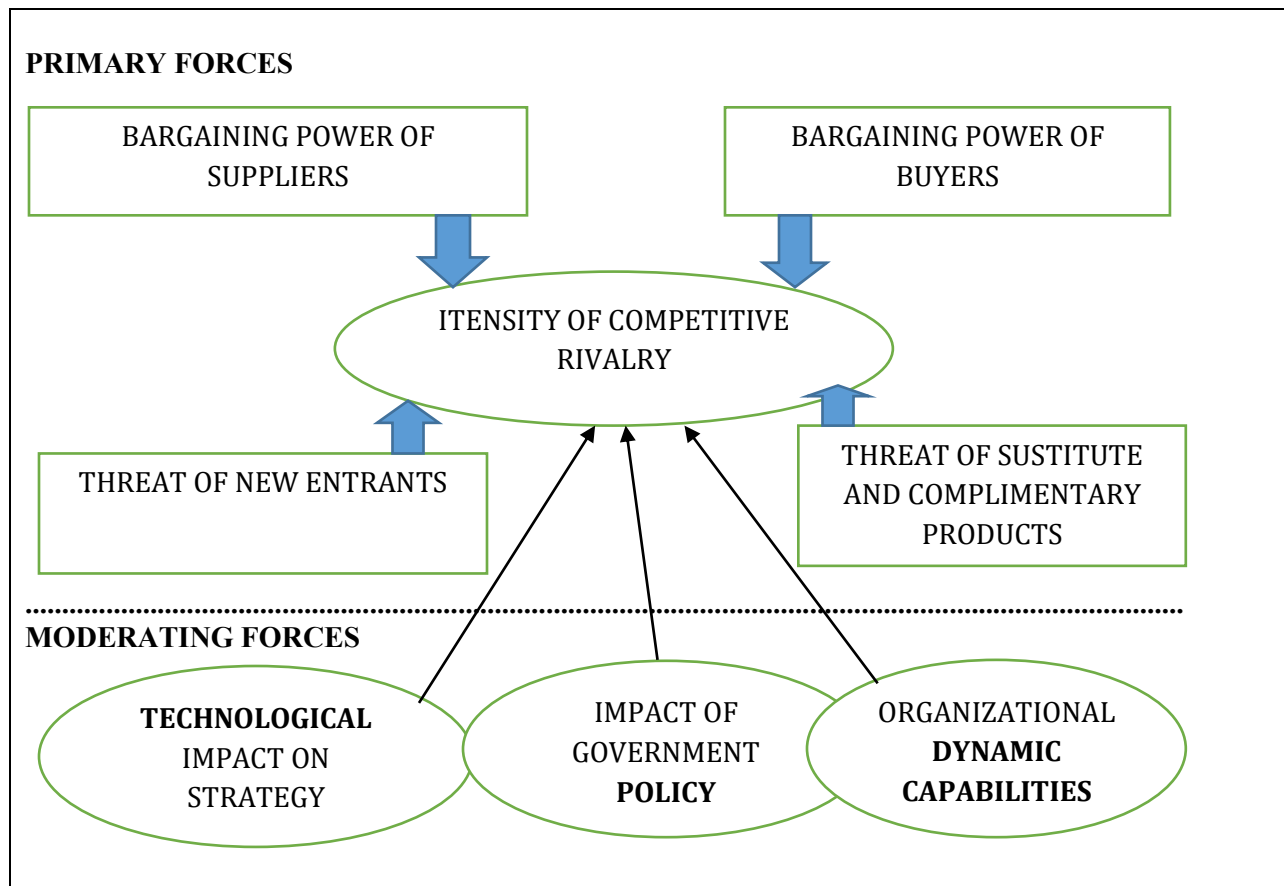 PRIMARY FORCES
BARGAINING POWER OF
SUPPLIERS
BARGAINING POWER OF
BUYERS
ITENSITY OF COMPETITIVE
RIVALRY
THREAT OF NEW ENTRANTS
THREAT OF SUSTITUTE
AND COMPLIMENTARY
PRODUCTS
MODERATING FORCES
TECHNOLOGICAL
IMPACT ON
STRATEGY
IMPACT OF
GOVERNMENT
POLICY
ORGANIZATIONAL
DYNAMIC
CAPABILITIES